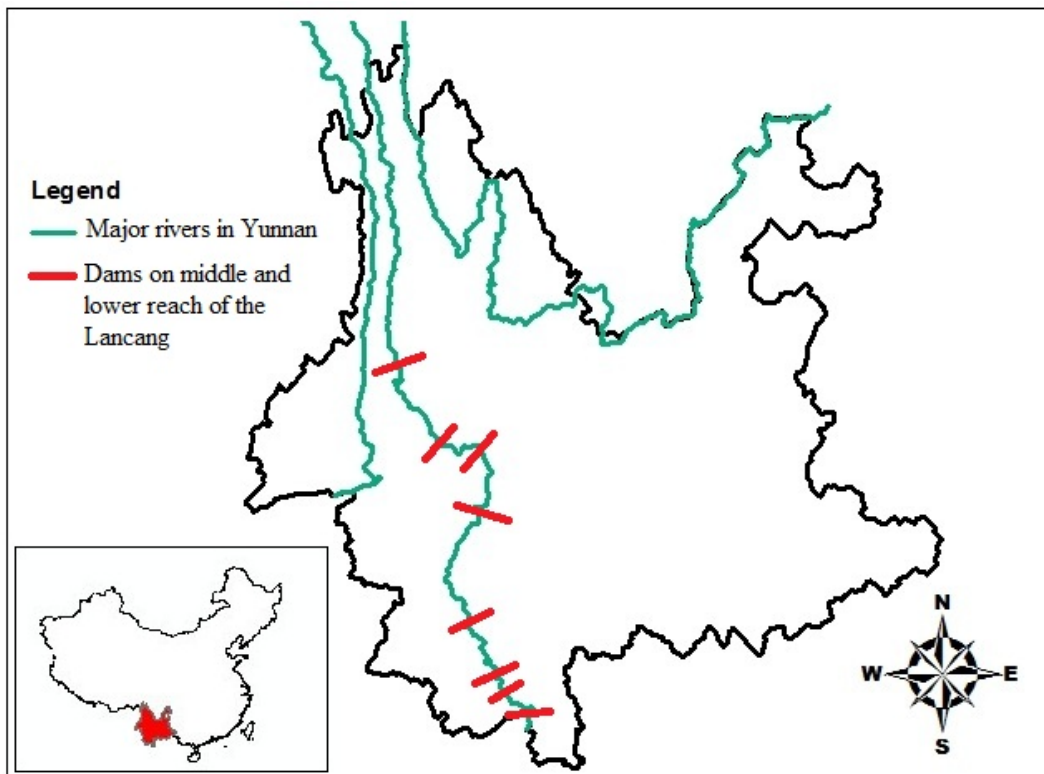 Legend
Major rivers in Yunnan
Dams on middle and
lower reach of the
Lancang
N
W
E
S